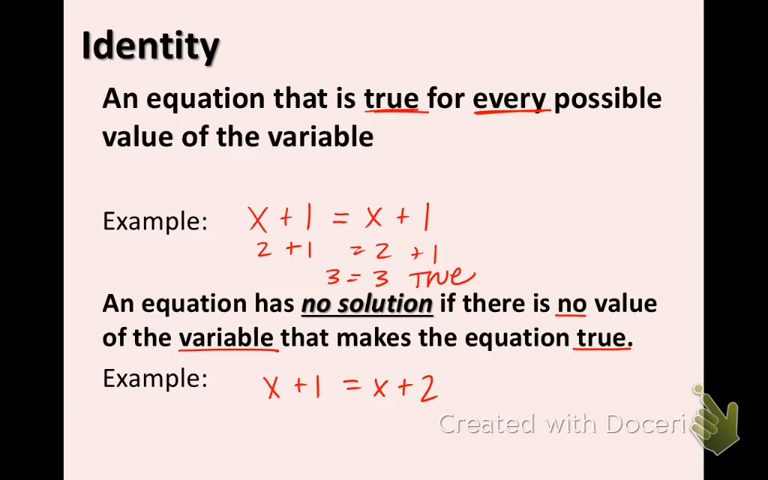 Identity
An equation that is true for every possible
value of the variable
Example: x + 1 = x + 1
2 + 1 = 2 + 1
3 = 3 True
An equation has no solution if there is no value
of the variable that makes the equation true.
Example: x + 1 = x + 2
Created with Doceri